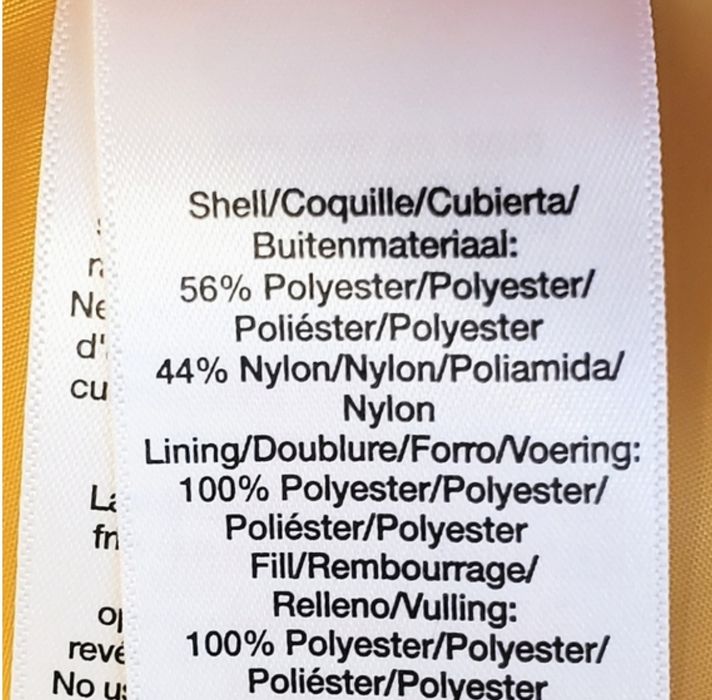 Shell/Coquille/Cubierta/
Buitenmateriaal:
56% Polyester/Polyester/
Poliéster/Polyester
44% Nylon/Nylon/Poliamida/
Nylon
Lining/Doublure/Forro/Voering:
100% Polyester/Polyester/
Poliéster/Polyester
Fill/Rembourrage/
Relleno/Vulling:
100% Polyester/Polyester/
Poliéster/Polyester